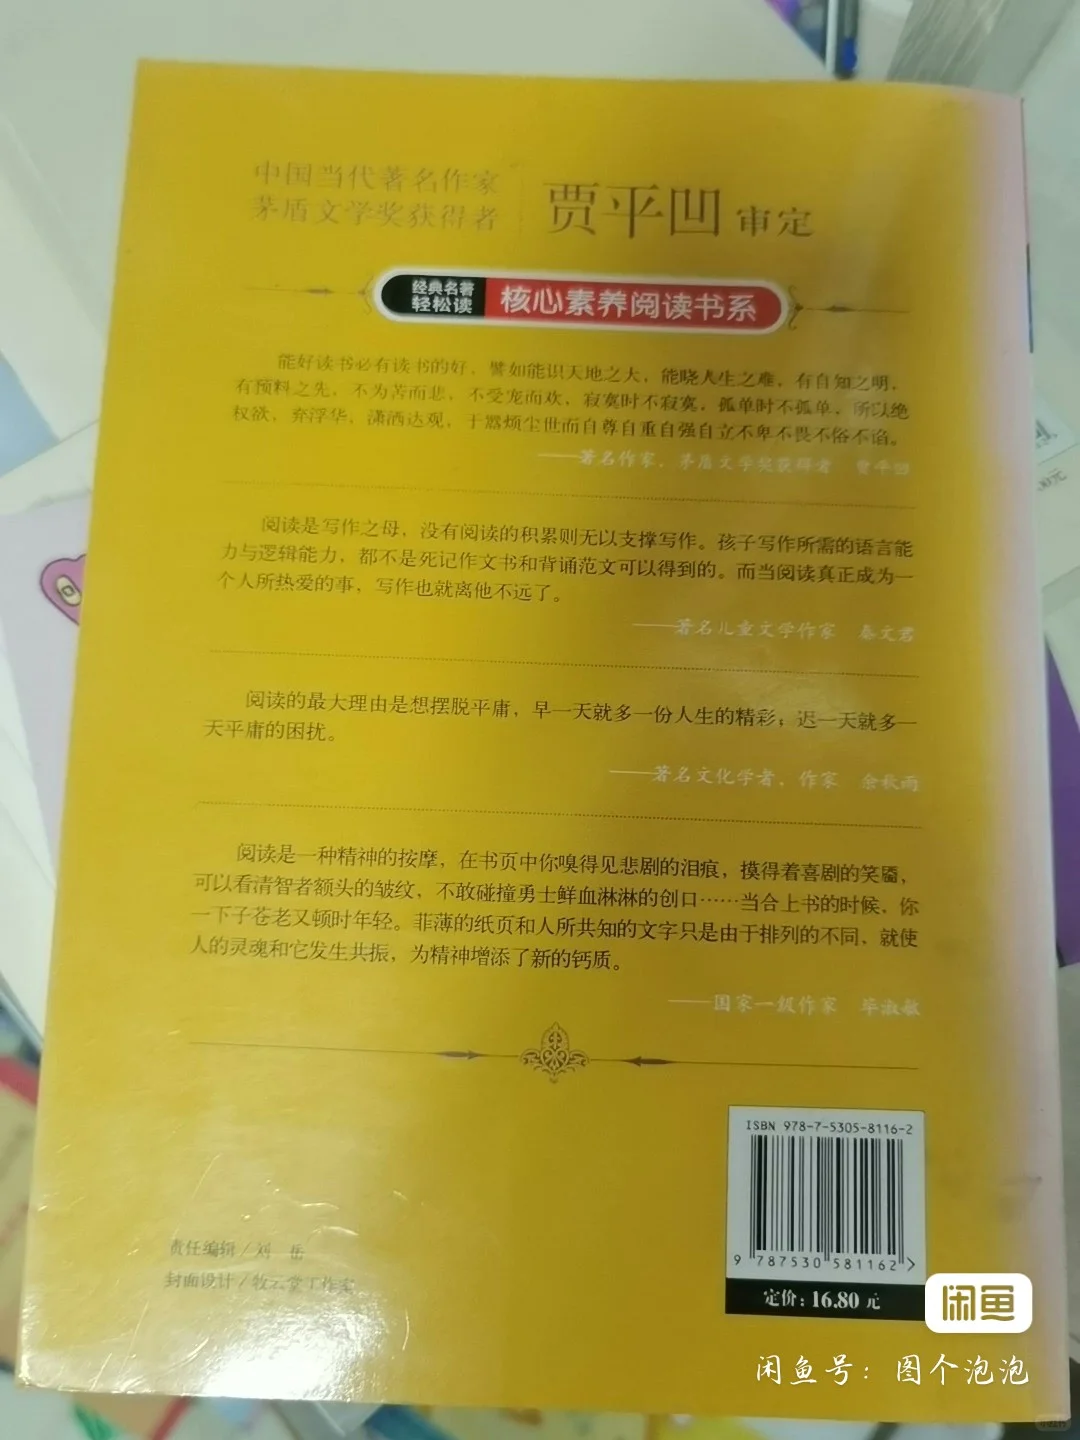 中国当代著名作家
茅盾文学奖获得者
贾平凹 审定
经典名著
轻松读
核心素养阅读书系
能好读书必有读书的好，譬如能识天地之大，能晓人生之难，有自知之明，
有预料之先，不为苦而悲，不受宠而欢，寂寞时不寂寞，孤单时不孤单，所以绝
权欲，弃浮华，潇洒达观，于嚣烦尘世而自尊自重自强自立不卑不畏不俗不谄。
——著名作家，茅盾文学奖获得者 贾平凹
阅读是写作之母，没有阅读的积累则无以支撑写作。孩子写作所需的语言能
力与逻辑能力，都不是死记作文书和背诵范文可以得到的。而当阅读真正成为一
个人所热爱的事，写作也就离他不远了。
——著名儿童文学作家 秦文君
阅读的最大理由是想摆脱平庸，早一天就多一份人生的精彩；迟一天就多一
天平庸的困扰。
——著名文化学者、作家 余秋雨
阅读是一种精神的按摩，在书页中你嗅得见悲剧的泪痕，摸得着喜剧的笑靥，
可以看清智者额头的皱纹，不敢碰撞勇士鲜血淋淋的创口……当合上书的时候，你
一下子苍老又顿时年轻。菲薄的纸页和人所共知的文字只是由于排列的不同，就使
人的灵魂和它发生共振，为精神增添了新的钙质。
——国家一级作家 毕淑敏
ISBN 978-7-5305-8116-2
9 787530 581162 >
定价：16.80 元
责任编辑／刘 岳
封面设计／牧云堂工作室
闲鱼
闲鱼号：图个泡泡